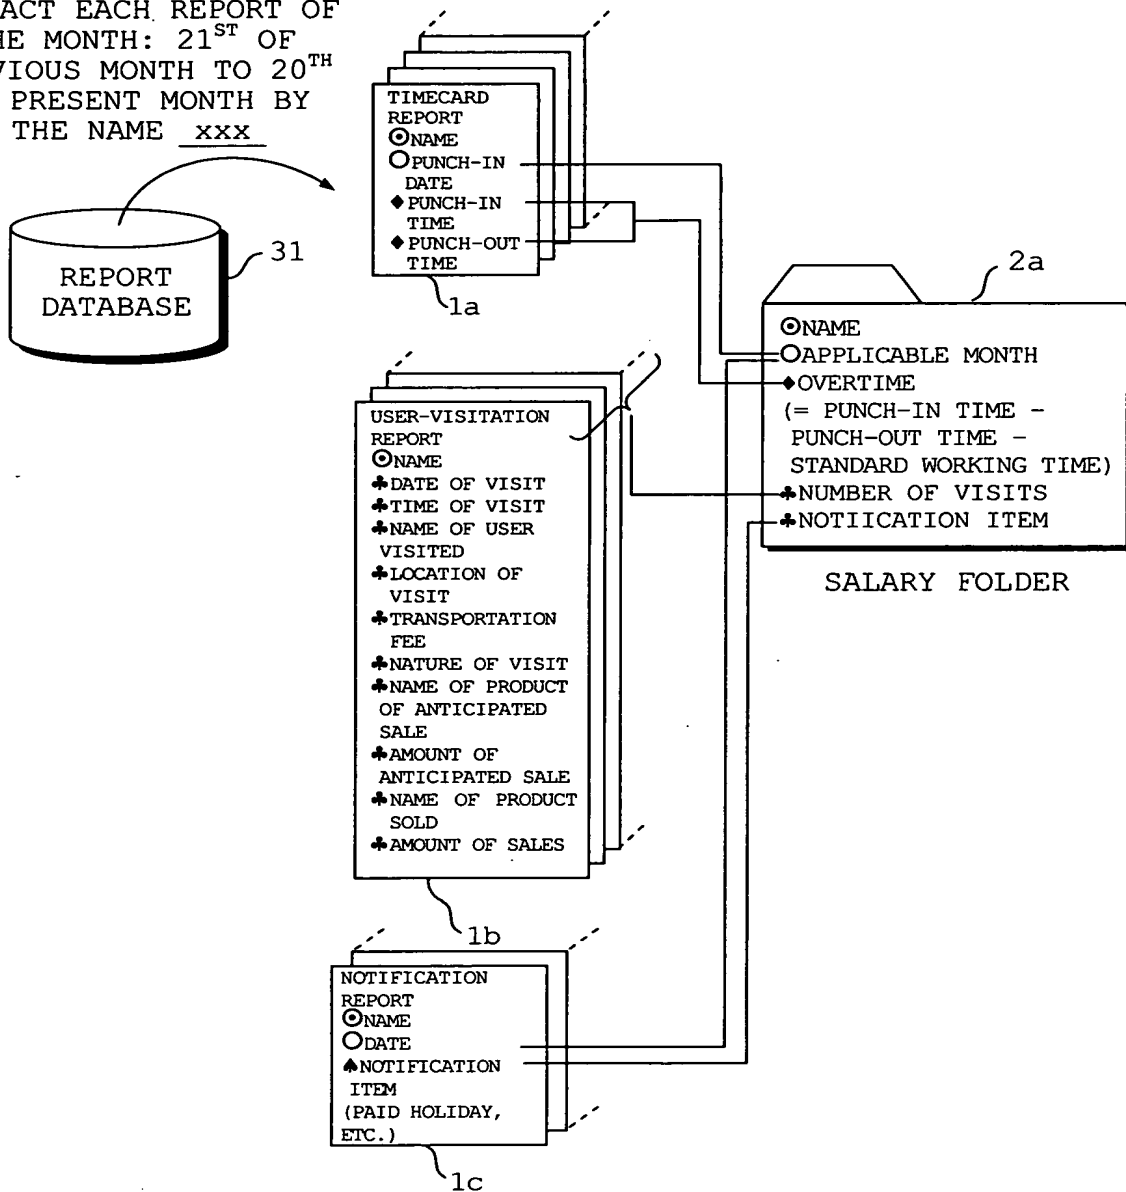 ACT EACH REPORT OF
HE MONTH: 21ST OF
VIOUS MONTH TO 20TH
PRESENT MONTH BY
THE NAME xxx
REPORT
DATABASE
31
TIMECARD
REPORT
NAME
PUNCH-IN
DATE
PUNCH-IN
TIME
PUNCH-OUT
TIME
1a
USER-VISITATION
REPORT
NAME
DATE OF VISIT
TIME OF VISIT
NAME OF USER
VISITED
LOCATION OF
VISIT
TRANSPORTATION
FEE
NATURE OF VISIT
NAME OF PRODUCT
OF ANTICIPATED
SALE
AMOUNT OF
ANTICIPATED SALE
NAME OF PRODUCT
SOLD
AMOUNT OF SALES
1b
NOTIFICATION
REPORT
NAME
DATE
NOTIFICATION
ITEM
(PAID HOLIDAY,
ETC.)
1c
2a
NAME
APPLICABLE MONTH
OVERTIME
(= PUNCH-IN TIME -
PUNCH-OUT TIME -
STANDARD WORKING TIME)
NUMBER OF VISITS
NOTIICATION ITEM
SALARY FOLDER